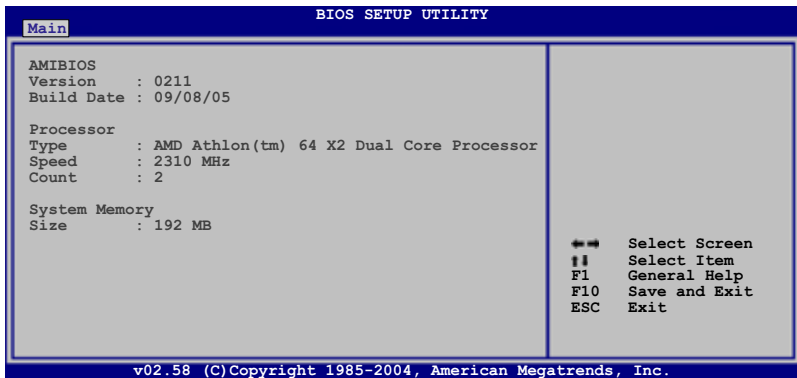 BIOS SETUP UTILITY
Main
AMIBIOS
Version : 0211
Build Date : 09/08/05
Processor
Type : AMD Athlon(tm) 64 X2 Dual Core Processor
Speed : 2310 MHz
Count : 2
System Memory
Size : 192 MB
←→ Select Screen
↑↓ Select Item
F1 General Help
F10 Save and Exit
ESC Exit
v02.58 (C)Copyright 1985-2004, American Megatrends, Inc.